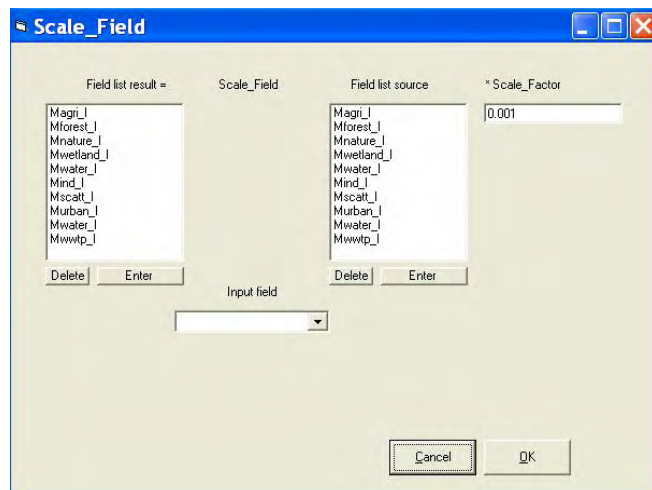 Scale_Field
Field list result =
Scale_Field
Field list source
* Scale_Factor
Magri_l
Mforest_l
Mnature_l
Mwetland_l
Mwater_l
Mind_l
Mscatt_l
Murban_l
Mwater_l
Mwwtp_l
Magri_l
Mforest_l
Mnature_l
Mwetland_l
Mwater_l
Mind_l
Mscatt_l
Murban_l
Mwater_l
Mwwtp_l
0.001
Delete
Enter
Delete
Enter
Input field
Cancel
OK